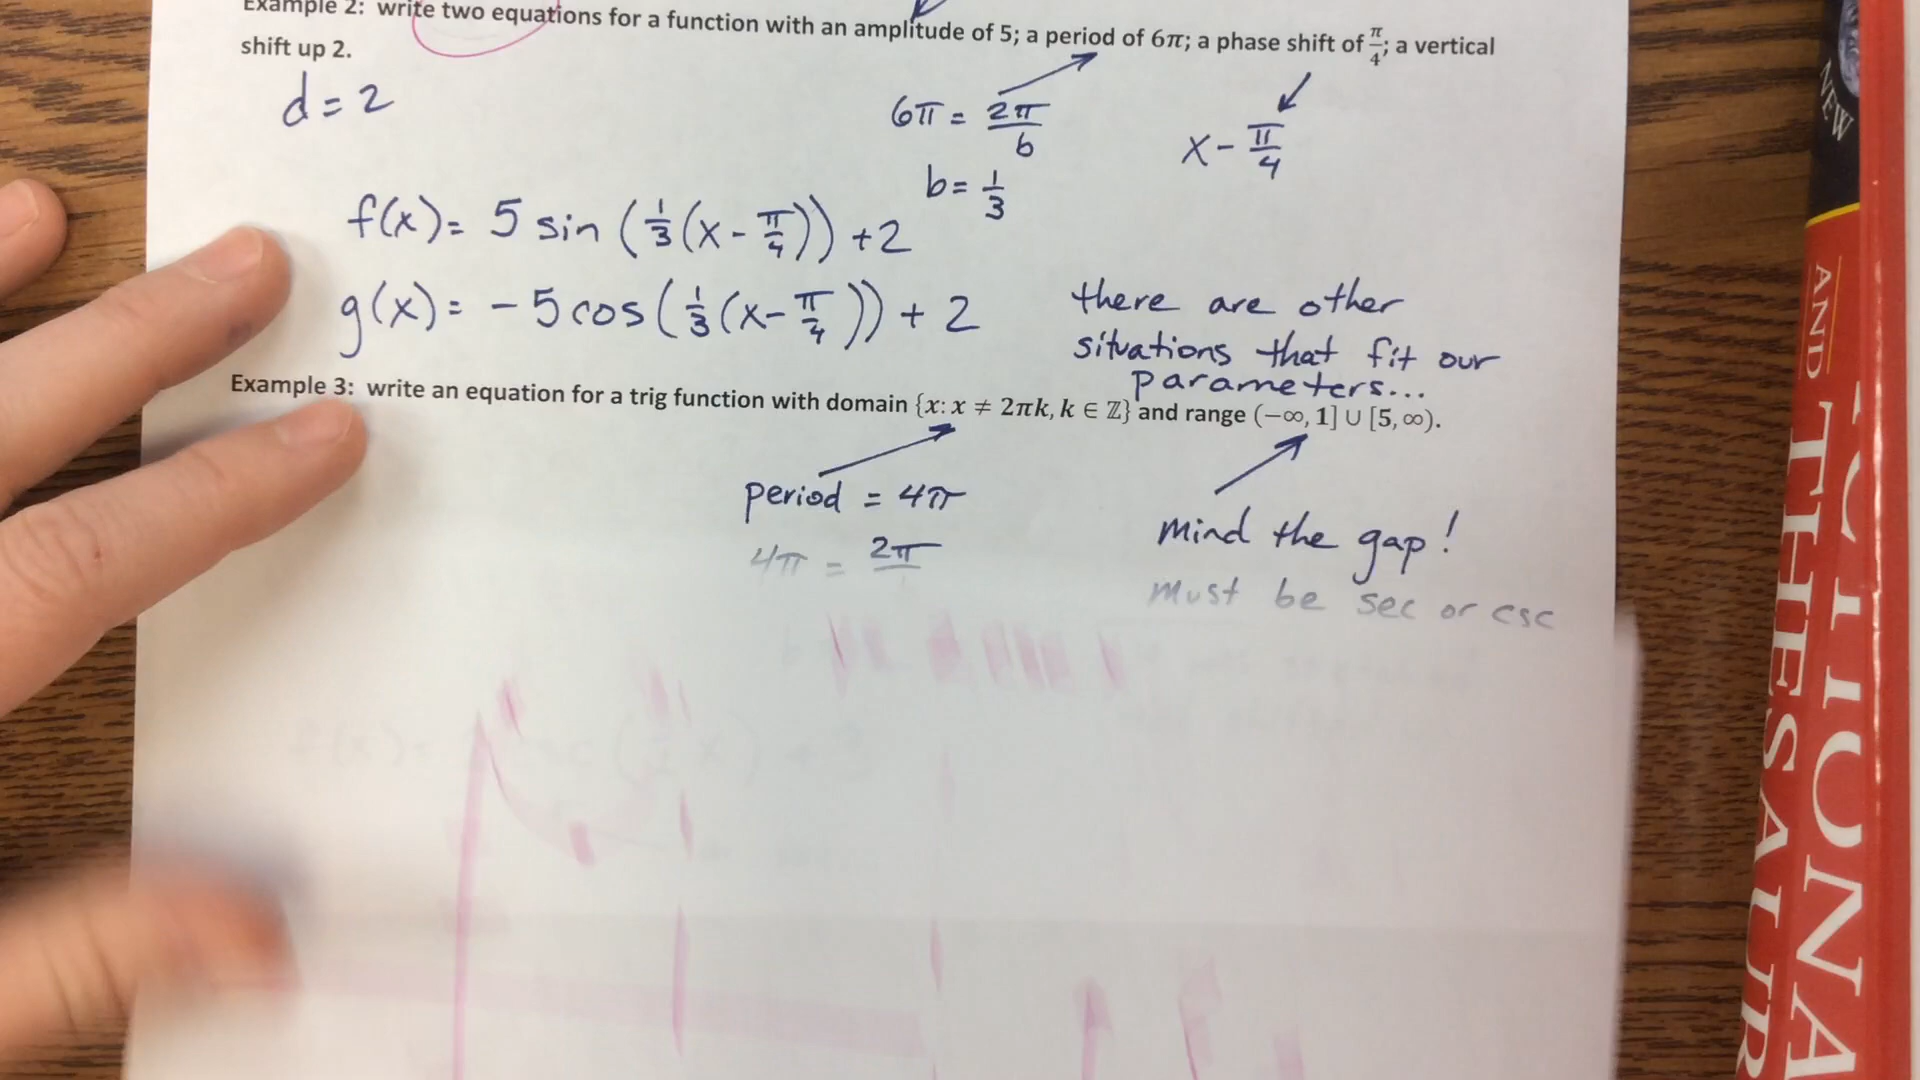 Example 2: write two equations for a function with an amplitude of 5; a period of 6π; a phase shift of π/4; a vertical
shift up 2.
d = 2
6π = 2π/b
x - π/4
b = 1/3
f(x) = 5 sin (1/3 (x - π/4)) + 2
g(x) = - 5 cos (1/3 (x - π/4)) + 2
there are other
situations that fit our
parameters...
Example 3: write an equation for a trig function with domain {x: x ≠ 2πk, k ∈ ℤ} and range (−∞, 1] ∪ [5, ∞).
period = 4π
4π = 2π/
mind the gap!
must be sec or csc
NEW
AND
THESAUR